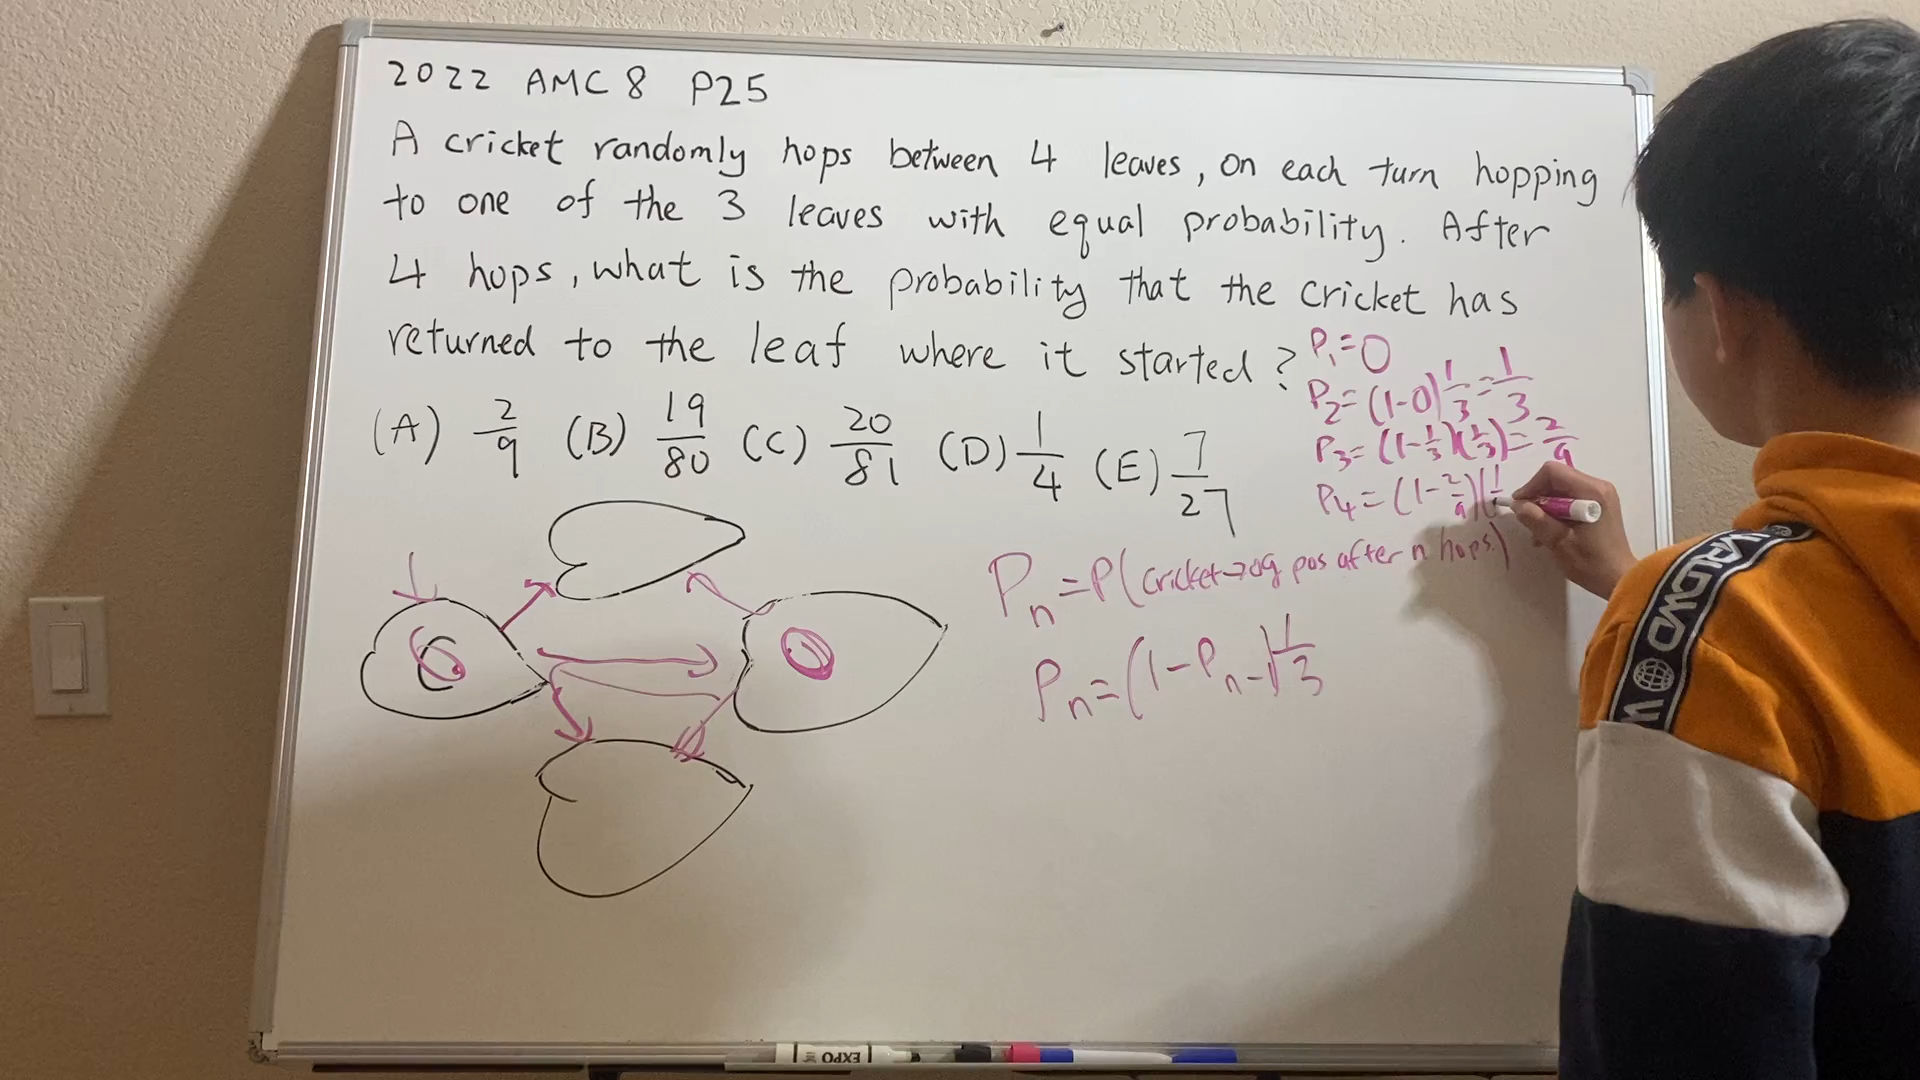 2022 AMC 8 P25
A cricket randomly hops between 4 leaves, on each turn hopping
to one of the 3 leaves with equal probability. After
4 hops, what is the probability that the cricket has
returned to the leaf where it started?
(A) 2/9 (B) 19/80 (C) 20/81 (D) 1/4 (E) 7/27
P₁=0
P₂=(1-0)1/3=1/3
P₃=(1-1/3)(1/3)=2/9
P₄=(1-2/9)(1
Pₙ=P(cricket→og pos after n hops)
Pₙ=(1-Pₙ-1)1/3
EXPO